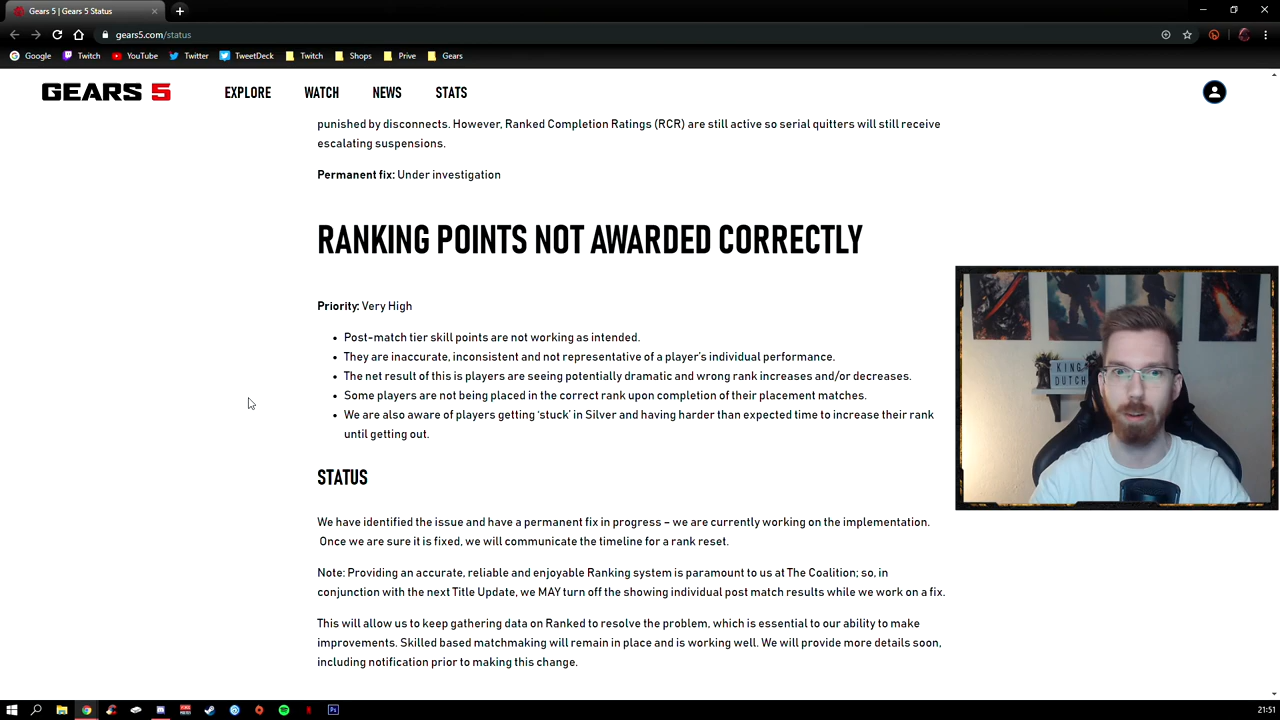 Gears 5 | Gears 5 Status
gears5.com/status
Google Twitch YouTube Twitter TweetDeck Twitch Shops Prive Gears
GEARS 5 EXPLORE WATCH NEWS STATS
punished by disconnects. However, Ranked Completion Ratings (RCR) are still active so serial quitters will still receive
escalating suspensions.
Permanent fix: Under investigation
RANKING POINTS NOT AWARDED CORRECTLY
Priority: Very High
• Post-match tier skill points are not working as intended.
• They are inaccurate, inconsistent and not representative of a player's individual performance.
• The net result of this is players are seeing potentially dramatic and wrong rank increases and/or decreases.
• Some players are not being placed in the correct rank upon completion of their placement matches.
• We are also aware of players getting 'stuck' in Silver and having harder than expected time to increase their rank
until getting out.
STATUS
We have identified the issue and have a permanent fix in progress – we are currently working on the implementation.
Once we are sure it is fixed, we will communicate the timeline for a rank reset.
Note: Providing an accurate, reliable and enjoyable Ranking system is paramount to us at The Coalition; so, in
conjunction with the next Title Update, we MAY turn off the showing individual post match results while we work on a fix.
This will allow us to keep gathering data on Ranked to resolve the problem, which is essential to our ability to make
improvements. Skilled based matchmaking will remain in place and is working well. We will provide more details soon,
including notification prior to making this change.
KING
DUTCH
21:51